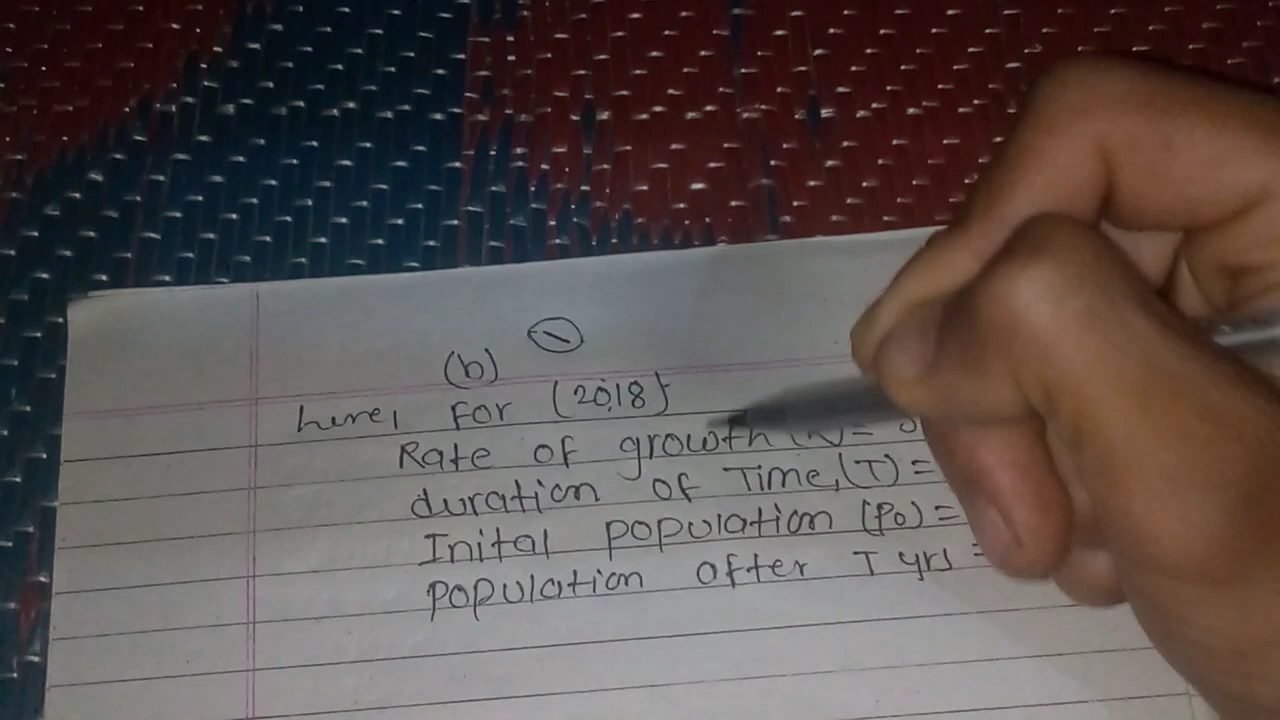 (b)
here, For (2018}
Rate of growth
duration of Time, (T) =
Inital population (P0) =
population after T yrs =